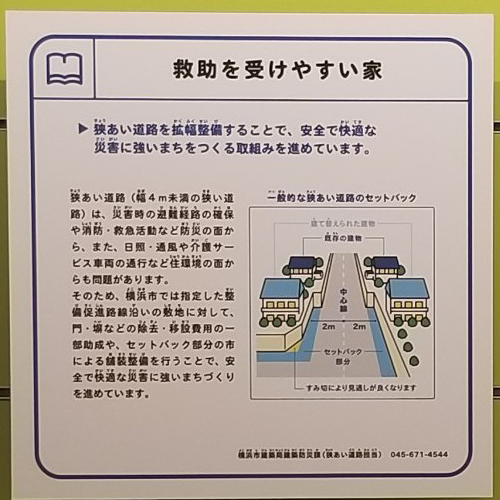 救助を受けやすい家
▶狭あい道路を拡幅整備することで、安全で快適な
災害に強いまちをつくる取組みを進めています。
狭あい道路（幅４ｍ未満の狭い道
路）は、災害時の避難経路の確保
や消防・救急活動など防災の面か
ら、また、日照・通風や介護サー
ビス車両の通行など住環境の面か
らも問題があります。
そのため、横浜市では指定した整
備促進路線沿いの敷地に対して、
門・塀などの除去・移設費用の一
部助成や、セットバック部分の市
による舗装整備を行うことで、安
全で快適な災害に強いまちづくり
を進めています。
一般的な狭あい道路のセットバック
建て替えられた建物
既存の建物
中心線
2m 2m
セットバック
部分
すみ切により見通しが良くなります
横浜市建築局建築防災課（狭あい道路担当） 045-671-4544